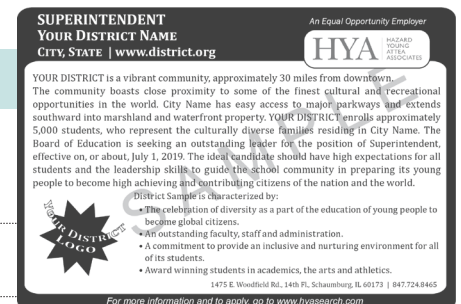 SUPERINTENDENT
YOUR DISTRICT NAME
CITY, STATE | www.district.org
An Equal Opportunity Employer
HYA
HAZARD
YOUNG
ATTEA
ASSOCIATES
YOUR DISTRICT is a vibrant community, approximately 30 miles from downtown.
The community boasts close proximity to some of the finest cultural and recreational
opportunities in the world. City Name has easy access to major parkways and extends
southward into marshland and waterfront property. YOUR DISTRICT enrolls approximately
5,000 students, who represent the culturally diverse families residing in City Name. The
Board of Education is seeking an outstanding leader for the position of Superintendent,
effective on, or about, July 1, 2019. The ideal candidate should have high expectations for all
students and the leadership skills to guide the school community in preparing its young
people to become high achieving and contributing citizens of the nation and the world.
District Sample is characterized by:
• The celebration of diversity as a part of the education of young people to
become global citizens.
• An outstanding faculty, staff and administration.
• A commitment to provide an inclusive and nurturing environment for all
of its students.
• Award winning students in academics, the arts and athletics.
YOUR DISTRICT
LOGO
SAMPLE
1475 E. Woodfield Rd., 14th Fl., Schaumburg, IL 60173 | 847.724.8465
For more information and to apply, go to www.hyasearch.com